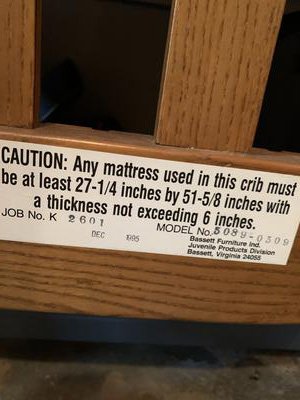 CAUTION: Any mattress used in this crib must
be at least 27-1/4 inches by 51-5/8 inches with
a thickness not exceeding 6 inches.
JOB No. K 2601 MODEL No. 5089-0509
DEC 1995
Bassett Furniture Ind.
Juvenile Products Division
Bassett, Virginia 24055